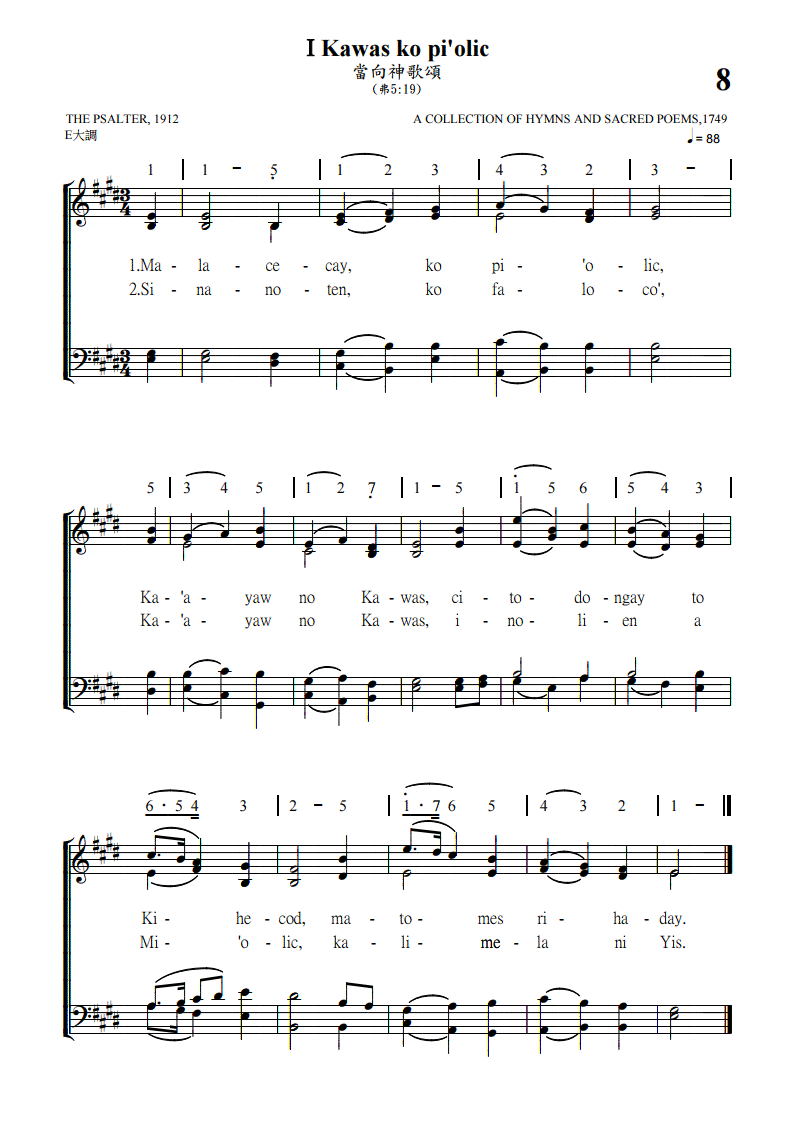 I Kawas ko pi'olic
當向神歌頌
(弗5:19)
8
THE PSALTER, 1912
A COLLECTION OF HYMNS AND SACRED POEMS,1749
E大調
♩= 88
1 | 1 - 5̣ | 1 2 3 | 4 3 2 | 3 - |
3/4
1.Ma - la - ce - cay, ko pi - 'o - lic,
2.Si - na - no - ten, ko fa - lo - co',
3/4
5 | 3 4 5 | 1 2 7̣ | 1 - 5 | 1̇ 5 6 | 5 4 3 |
Ka - 'a - yaw no Ka - was, ci - to - do - ngay to
Ka - 'a - yaw no Ka - was, i - no - li - en a
6 · 5 4 3 | 2 - 5 | 1̇ · 7 6 5 | 4 3 2 | 1 - ||
Ki - he - cod, ma - to - mes ri - ha - day.
Mi - 'o - lic, ka - li - me - la ni Yis.